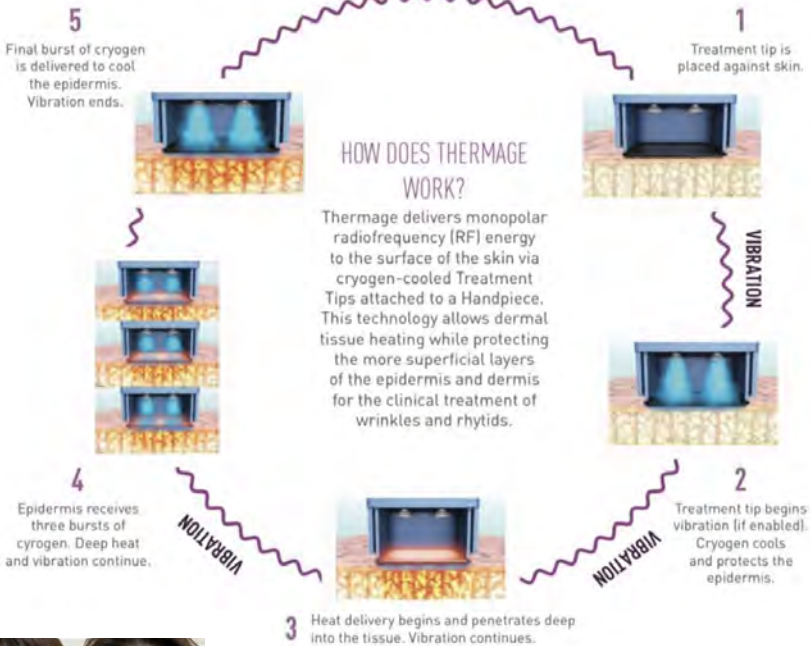 HOW DOES THERMAGE
WORK?
Thermage delivers monopolar
radiofrequency (RF) energy
to the surface of the skin via
cryogen-cooled Treatment
Tips attached to a Handpiece.
This technology allows dermal
tissue heating while protecting
the more superficial layers
of the epidermis and dermis
for the clinical treatment of
wrinkles and rhytids.
1
Treatment tip is
placed against skin.
VIBRATION
2
Treatment tip begins
vibration (if enabled).
Cryogen cools
and protects the
epidermis.
VIBRATION
3
Heat delivery begins and penetrates deep
into the tissue. Vibration continues.
VIBRATION
4
Epidermis receives
three bursts of
cyrogen. Deep heat
and vibration continue.
5
Final burst of cryogen
is delivered to cool
the epidermis.
Vibration ends.